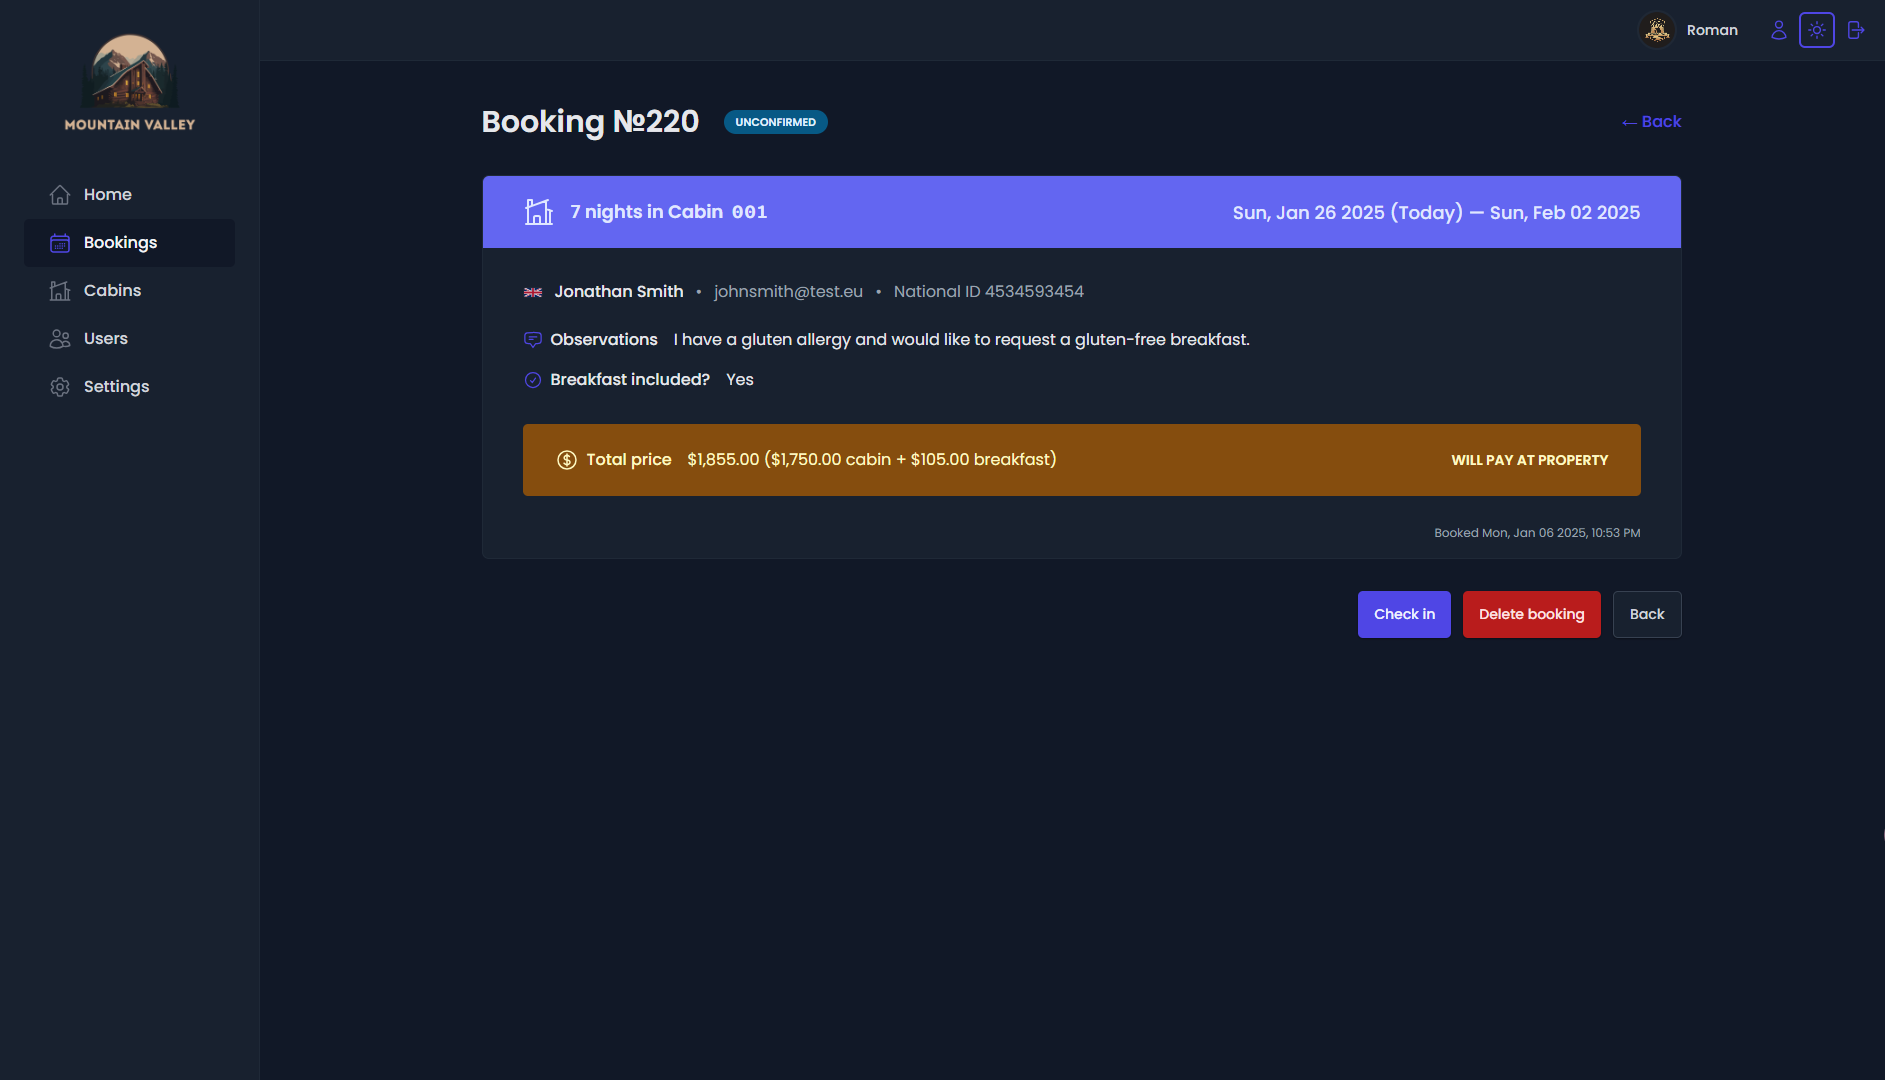 MOUNTAIN VALLEY
Roman
Home
Bookings
Cabins
Users
Settings
Booking №220 UNCONFIRMED
← Back
7 nights in Cabin 001
Sun, Jan 26 2025 (Today) — Sun, Feb 02 2025
Jonathan Smith • johnsmith@test.eu • National ID 4534593454
Observations I have a gluten allergy and would like to request a gluten-free breakfast.
Breakfast included? Yes
Total price $1,855.00 ($1,750.00 cabin + $105.00 breakfast)
WILL PAY AT PROPERTY
Booked Mon, Jan 06 2025, 10:53 PM
Check in
Delete booking
Back